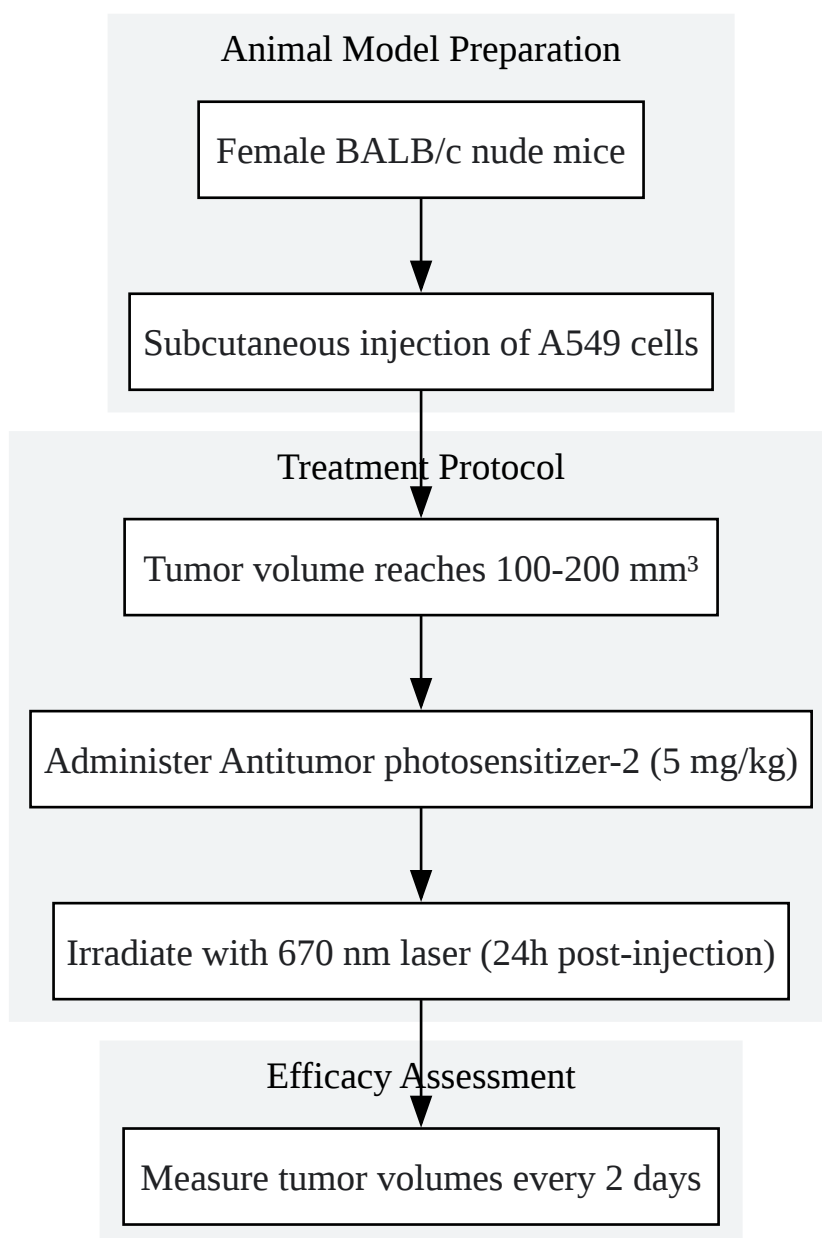 Animal Model Preparation
Female BALB/c nude mice
Subcutaneous injection of A549 cells
Treatment Protocol
Tumor volume reaches 100-200 mm³
Administer Antitumor photosensitizer-2 (5 mg/kg)
Irradiate with 670 nm laser (24h post-injection)
Efficacy Assessment
Measure tumor volumes every 2 days